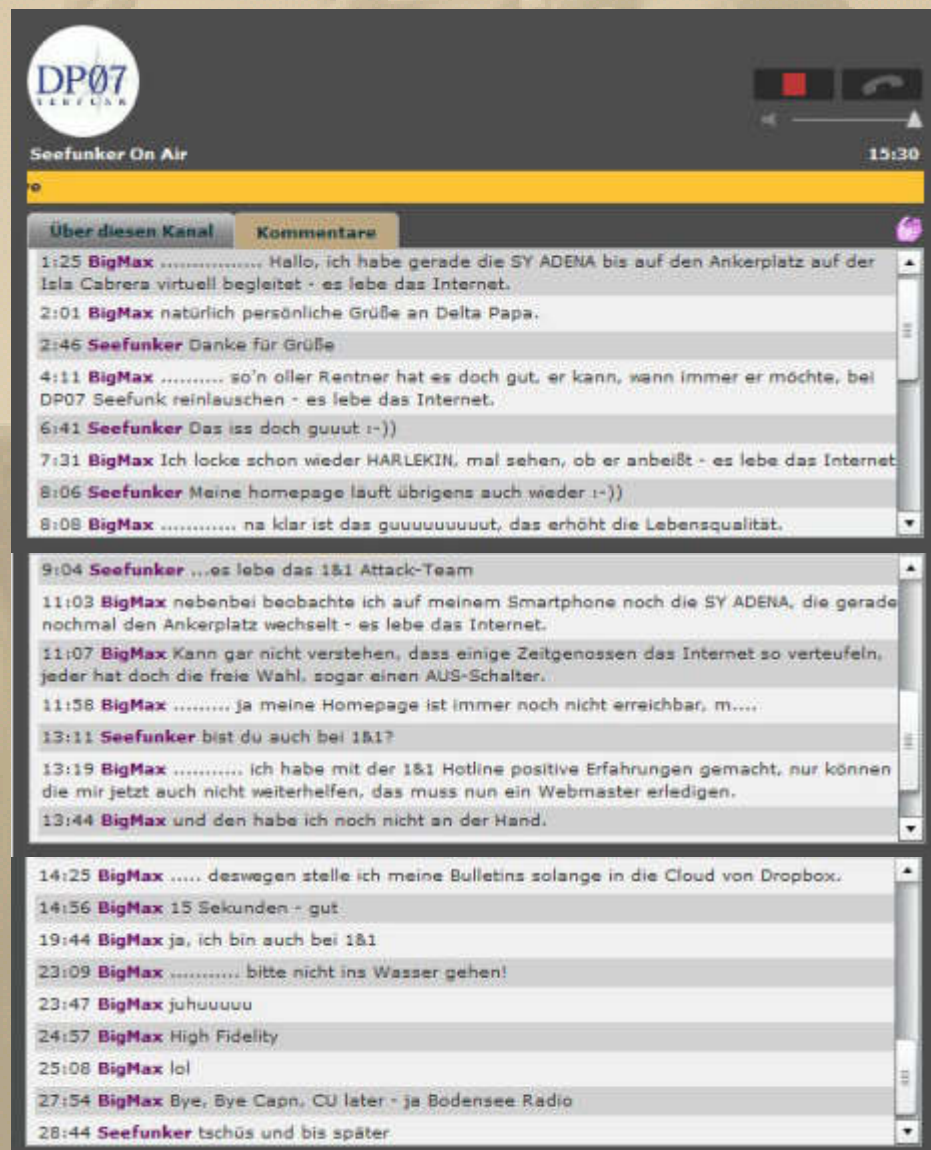 DP07
SEEFUNK
Seefunker On Air
15:30
Über diesen Kanal
Kommentare
1:25 BigMax ................. Hallo, ich habe gerade die SY ADENA bis auf den Ankerplatz auf der
Isla Cabrera virtuell begleitet - es lebe das Internet.
2:01 BigMax natürlich persönliche Grüße an Delta Papa.
2:46 Seefunker Danke für Grüße
4:11 BigMax .......... so'n oller Rentner hat es doch gut, er kann, wann immer er möchte, bei
DP07 Seefunk reinlauschen - es lebe das Internet.
6:41 Seefunker Das iss doch guuut :-))
7:31 BigMax Ich locke schon wieder HARLEKIN, mal sehen, ob er anbeißt - es lebe das Internet
8:06 Seefunker Meine homepage läuft übrigens auch wieder :-))
8:08 BigMax ............ na klar ist das guuuuuuuuut, das erhöht die Lebensqualität.
9:04 Seefunker ...es lebe das 1&1 Attack-Team
11:03 BigMax nebenbei beobachte ich auf meinem Smartphone noch die SY ADENA, die gerade
nochmal den Ankerplatz wechselt - es lebe das Internet.
11:07 BigMax Kann gar nicht verstehen, dass einige Zeitgenossen das Internet so verteufeln,
jeder hat doch die freie Wahl, sogar einen AUS-Schalter.
11:58 BigMax ......... ja meine Homepage ist immer noch nicht erreichbar, m....
13:11 Seefunker bist du auch bei 1&1?
13:19 BigMax ........... ich habe mit der 1&1 Hotline positive Erfahrungen gemacht, nur können
die mir jetzt auch nicht weiterhelfen, das muss nun ein Webmaster erledigen.
13:44 BigMax und den habe ich noch nicht an der Hand.
14:25 BigMax ..... deswegen stelle ich meine Bulletins solange in die Cloud von Dropbox.
14:56 BigMax 15 Sekunden - gut
19:44 BigMax ja, ich bin auch bei 1&1
23:09 BigMax ........... bitte nicht ins Wasser gehen!
23:47 BigMax juhuuuuu
24:57 BigMax High Fidelity
25:08 BigMax lol
27:54 BigMax Bye, Bye Capn, CU later - ja Bodensee Radio
28:44 Seefunker tschüs und bis später